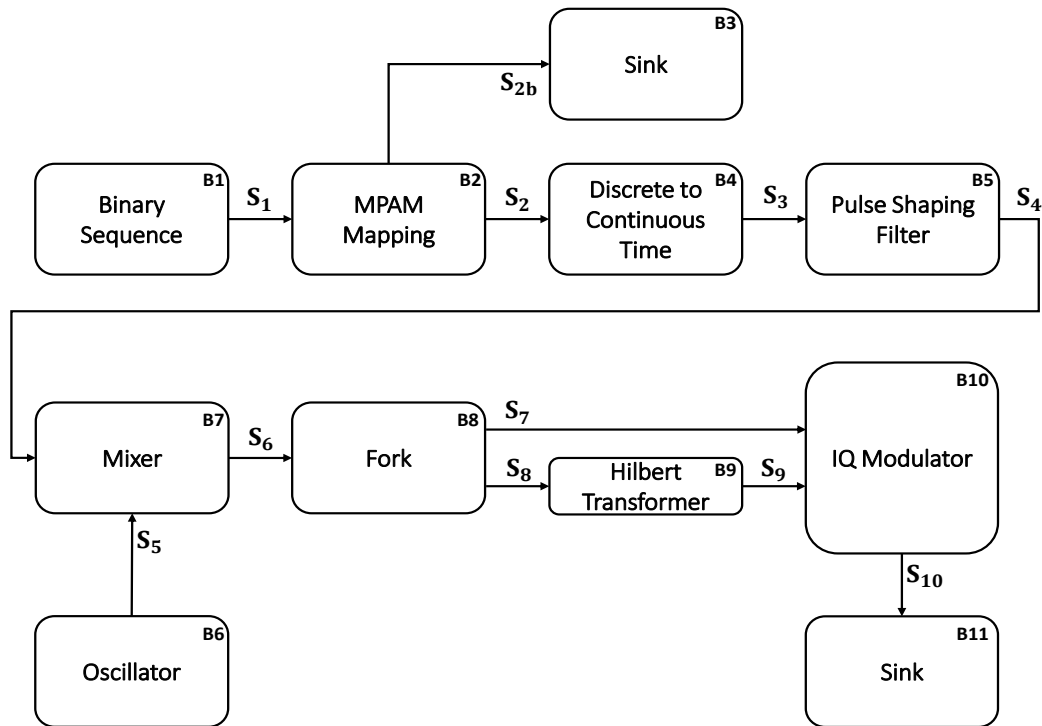 B3
Sink
S2b
B1
Binary
Sequence
S1
B2
MPAM
Mapping
S2
B4
Discrete to
Continuous
Time
S3
B5
Pulse Shaping
Filter
S4
B7
Mixer
S6
B8
Fork
S7
S8
B9
Hilbert
Transformer
S9
B10
IQ Modulator
S5
S10
B6
Oscillator
B11
Sink